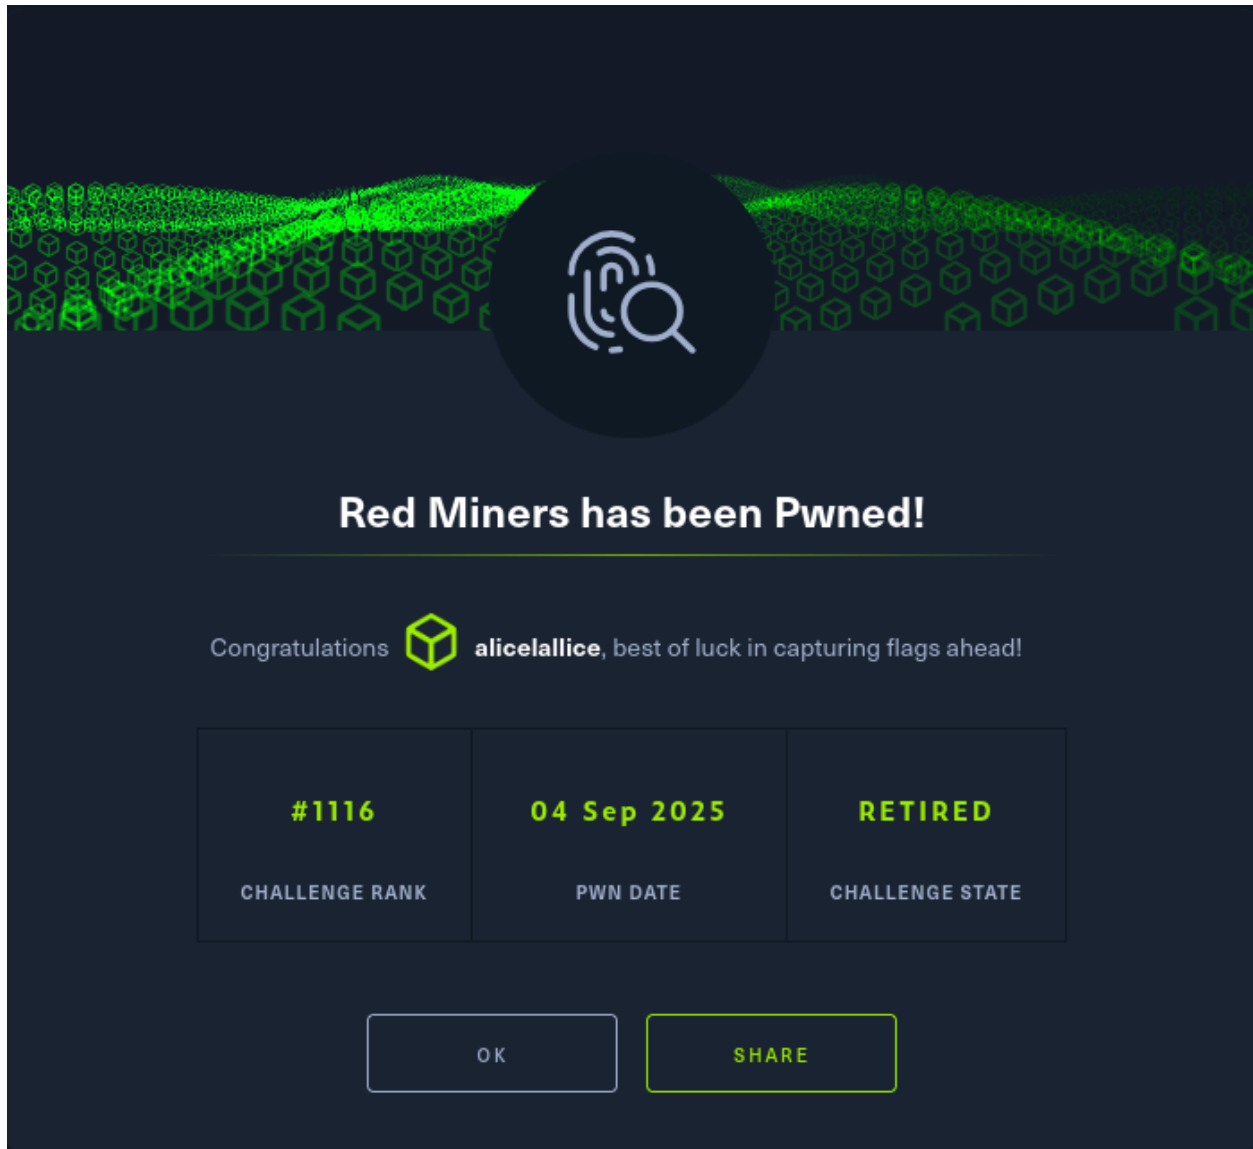 Red Miners has been Pwned!
Congratulations alicelallice, best of luck in capturing flags ahead!
#1116
04 Sep 2025
RETIRED
CHALLENGE RANK
PWN DATE
CHALLENGE STATE
OK
SHARE